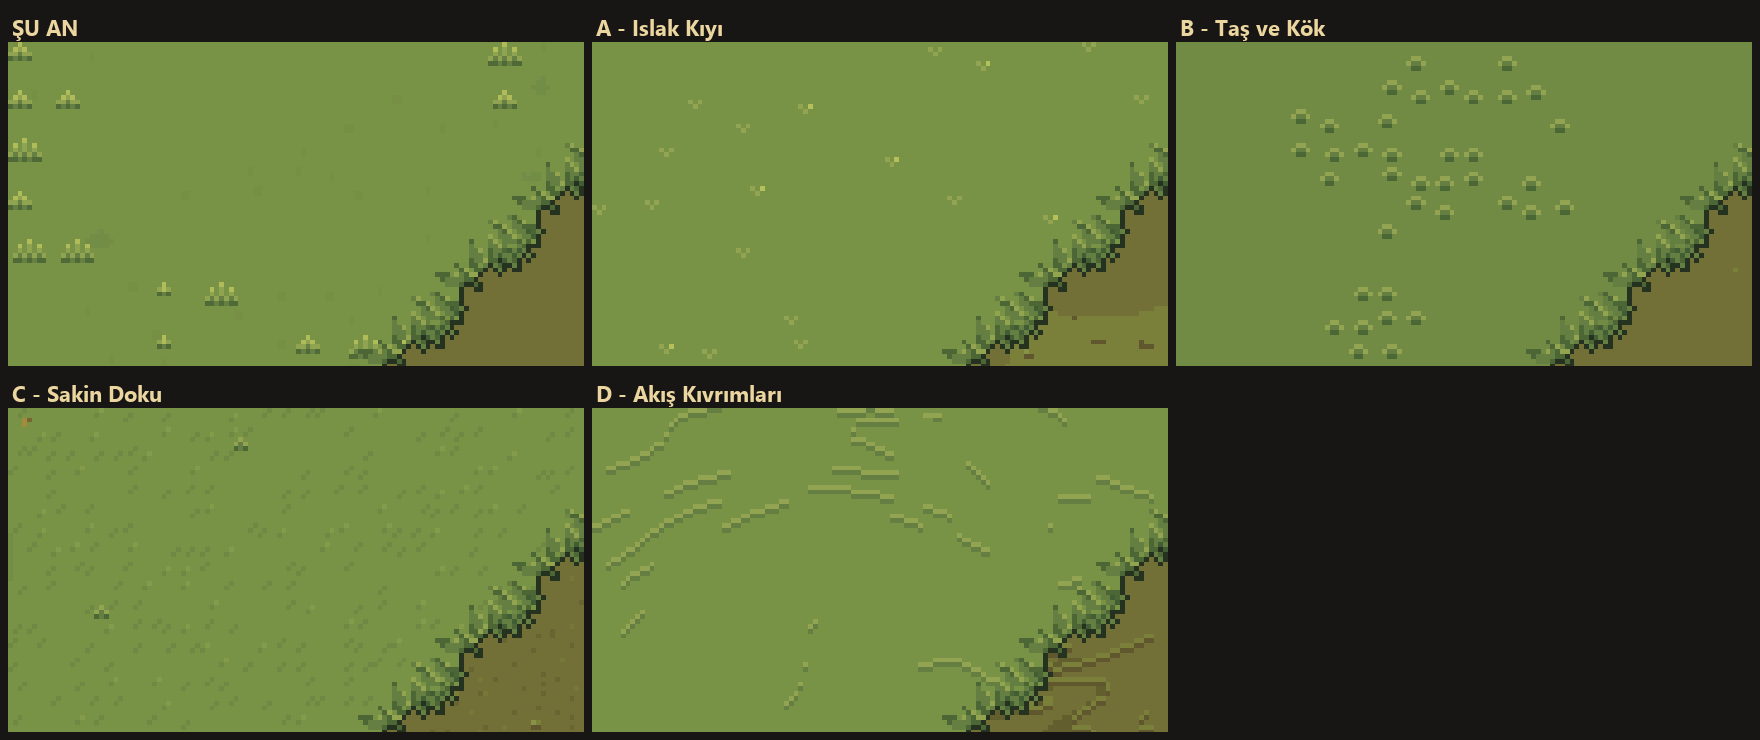 ŞU AN
A - Islak Kıyı
B - Taş ve Kök
C - Sakin Doku
D - Akış Kıvrımları